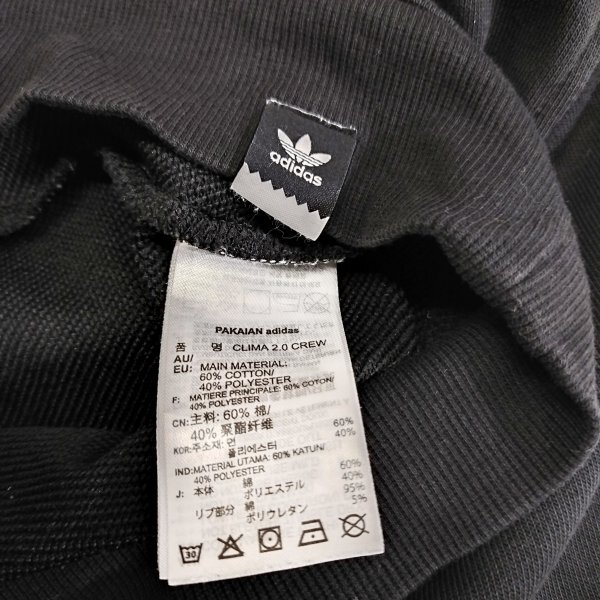 adidas
PAKAIAN adidas
品 명 CLIMA 2.0 CREW
AU/
EU: MAIN MATERIAL:
60% COTTON/
40% POLYESTER
F: MATIERE PRINCIPALE: 60% COTON/
40% POLYESTER
CN: 主料: 60% 棉/
40% 聚酯纤维
KOR: 주소재: 면 60%
폴리에스터 40%
IND: MATERIAL UTAMA: 60% KATUN/
40% POLYESTER
J: 本体 綿 60%
ポリエステル 40%
リブ部分 綿 95%
ポリウレタン 5%
30